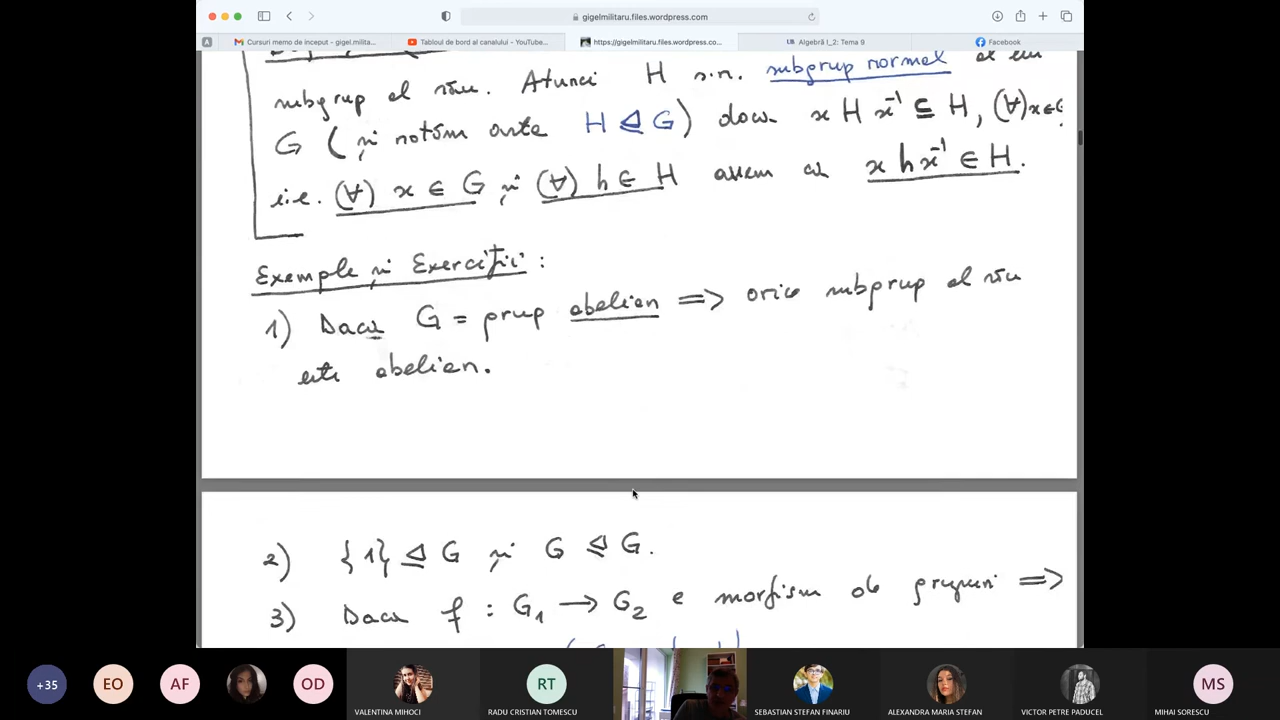 gigelmilitaru.files.wordpress.com
A
Cursuri memo de inceput - gigel.milita...
Tabloul de bord al canalului - YouTube...
https://gigelmilitaru.files.wordpress.co...
UB Algebră I_2: Tema 9
Facebook
subgrup al său. Atunci H s.n. subgrup normal al lui
G (și notăm asta H ⊴ G) dacă x H x⁻¹ ⊆ H, (∀) x ∈ G
i.e. (∀) x ∈ G și (∀) h ∈ H avem că x h x⁻¹ ∈ H.
Exemple și Exerciții :
1) Dacă G = grup abelian => orice subgrup al său
este abelian.
2) {1} ⊴ G și G ⊴ G.
3) Dacă f : G₁ → G₂ e morfism de grupuri =>
+35
EO
AF
OD
VALENTINA MIHOCI
RT
RADU CRISTIAN TOMESCU
SEBASTIAN STEFAN FINARIU
ALEXANDRA MARIA STEFAN
VICTOR PETRE PADUCEL
MS
MIHAI SORESCU